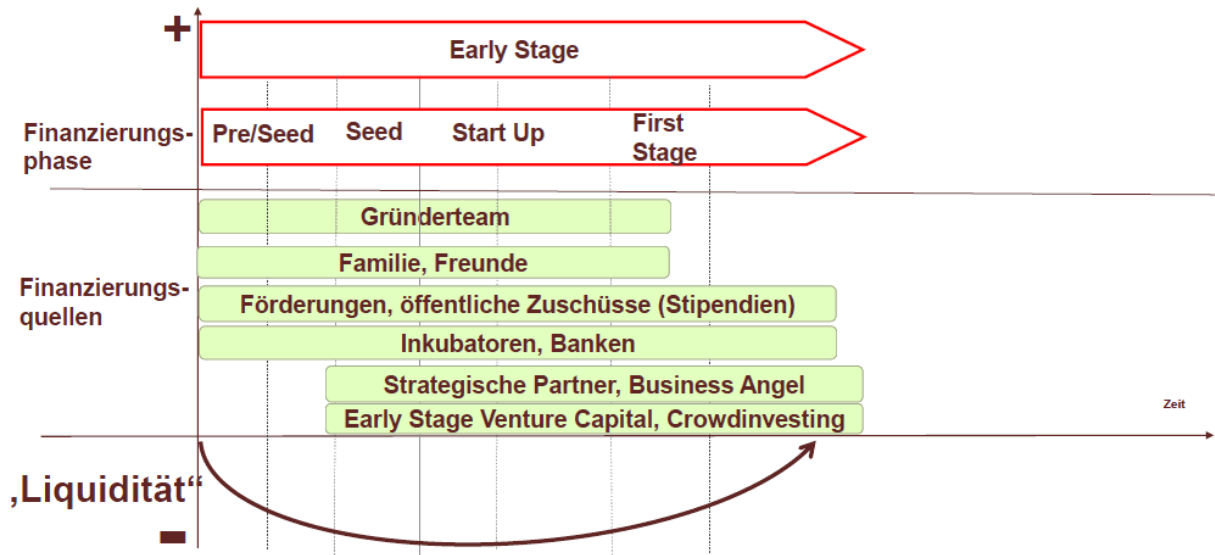 +
Early Stage
Finanzierungs-
phase
Pre/Seed
Seed
Start Up
First
Stage
Gründerteam
Familie, Freunde
Finanzierungs-
quellen
Förderungen, öffentliche Zuschüsse (Stipendien)
Inkubatoren, Banken
Strategische Partner, Business Angel
Early Stage Venture Capital, Crowdinvesting
Zeit
‚Liquidität“
-